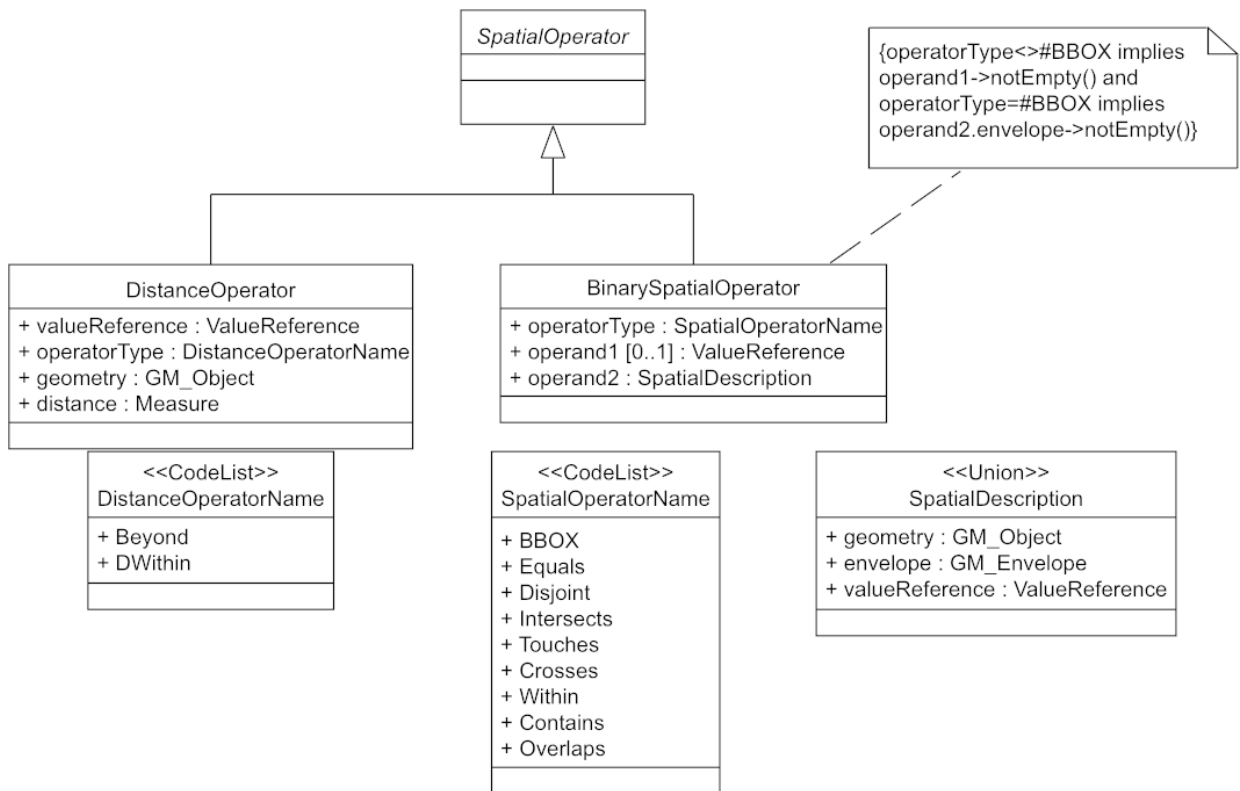 SpatialOperator
{operatorType<>#BBOX implies
operand1->notEmpty() and
operatorType=#BBOX implies
operand2.envelope->notEmpty()}
DistanceOperator
+ valueReference : ValueReference
+ operatorType : DistanceOperatorName
+ geometry : GM_Object
+ distance : Measure
BinarySpatialOperator
+ operatorType : SpatialOperatorName
+ operand1 [0..1] : ValueReference
+ operand2 : SpatialDescription
<<CodeList>>
DistanceOperatorName
+ Beyond
+ DWithin
<<CodeList>>
SpatialOperatorName
+ BBOX
+ Equals
+ Disjoint
+ Intersects
+ Touches
+ Crosses
+ Within
+ Contains
+ Overlaps
<<Union>>
SpatialDescription
+ geometry : GM_Object
+ envelope : GM_Envelope
+ valueReference : ValueReference